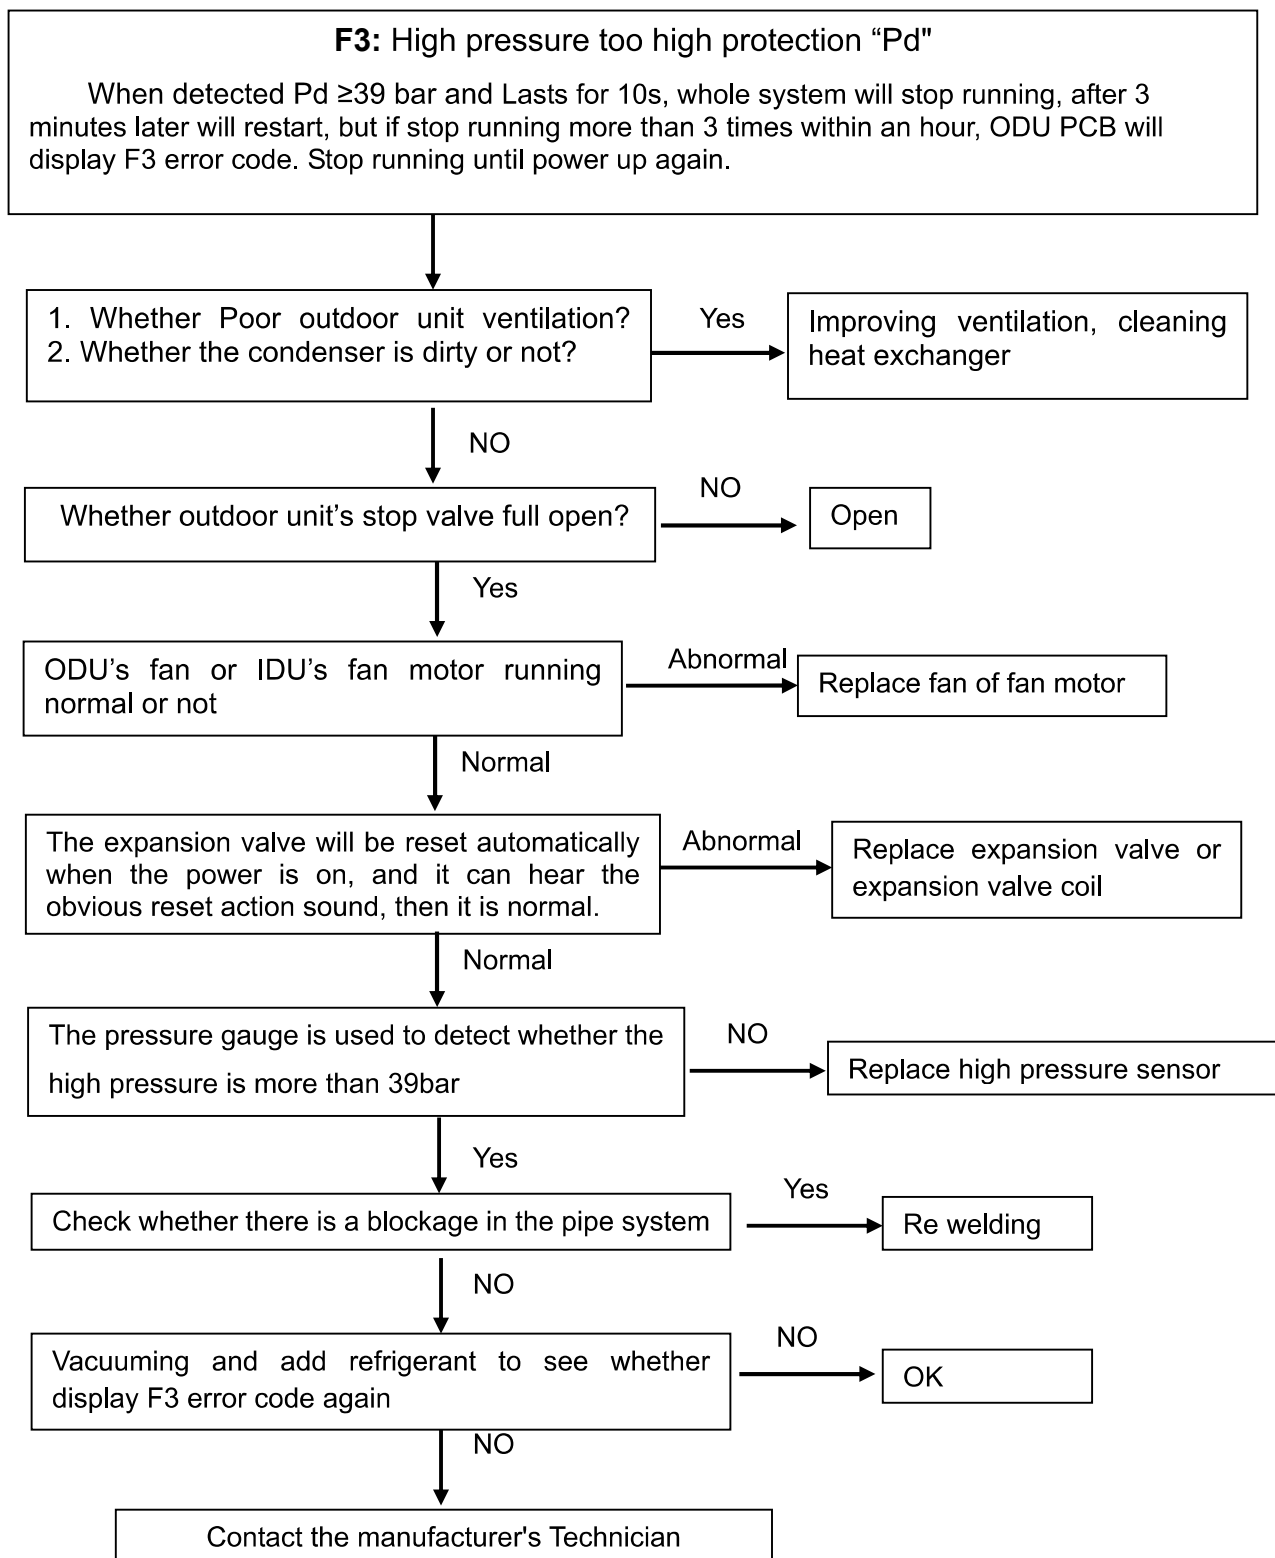 F3: High pressure too high protection “Pd"
When detected Pd ≥39 bar and Lasts for 10s, whole system will stop running, after 3
minutes later will restart, but if stop running more than 3 times within an hour, ODU PCB will
display F3 error code. Stop running until power up again.
1. Whether Poor outdoor unit ventilation?
2. Whether the condenser is dirty or not?
Yes
Improving ventilation, cleaning
heat exchanger
NO
Whether outdoor unit’s stop valve full open?
NO
Open
Yes
ODU’s fan or IDU’s fan motor running
normal or not
Abnormal
Replace fan of fan motor
Normal
The expansion valve will be reset automatically
when the power is on, and it can hear the
obvious reset action sound, then it is normal.
Abnormal
Replace expansion valve or
expansion valve coil
Normal
The pressure gauge is used to detect whether the
high pressure is more than 39bar
NO
Replace high pressure sensor
Yes
Check whether there is a blockage in the pipe system
Yes
Re welding
NO
Vacuuming and add refrigerant to see whether
display F3 error code again
NO
OK
NO
Contact the manufacturer's Technician